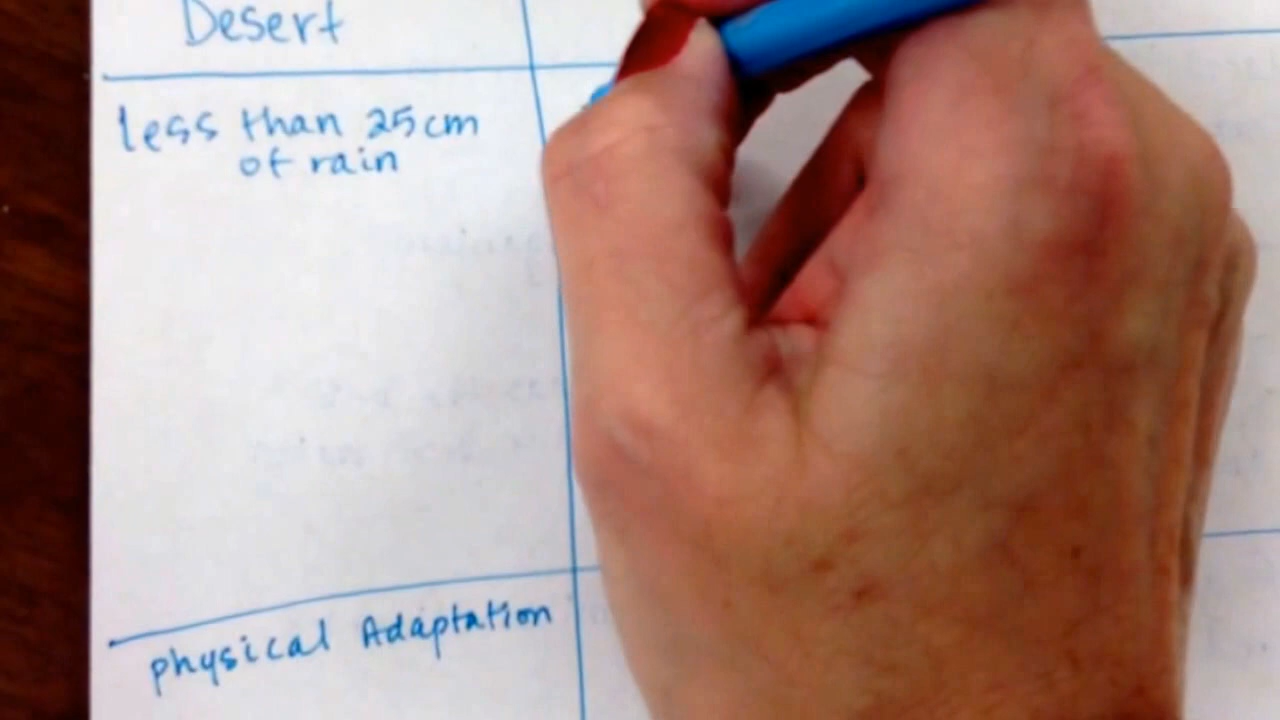 Desert
less than 25cm
of rain
physical Adaptation